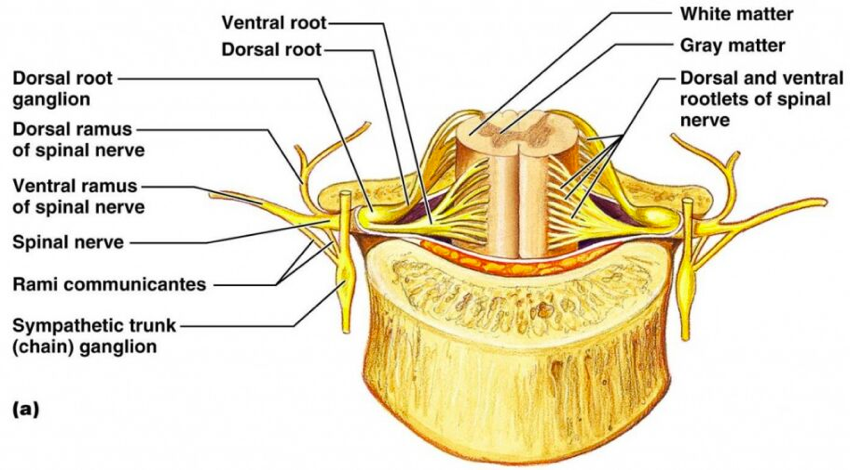 Ventral root
Dorsal root
Dorsal root
ganglion
Dorsal ramus
of spinal nerve
Ventral ramus
of spinal nerve
Spinal nerve
Rami communicantes
Sympathetic trunk
(chain) ganglion
(a)
White matter
Gray matter
Dorsal and ventral
rootlets of spinal
nerve